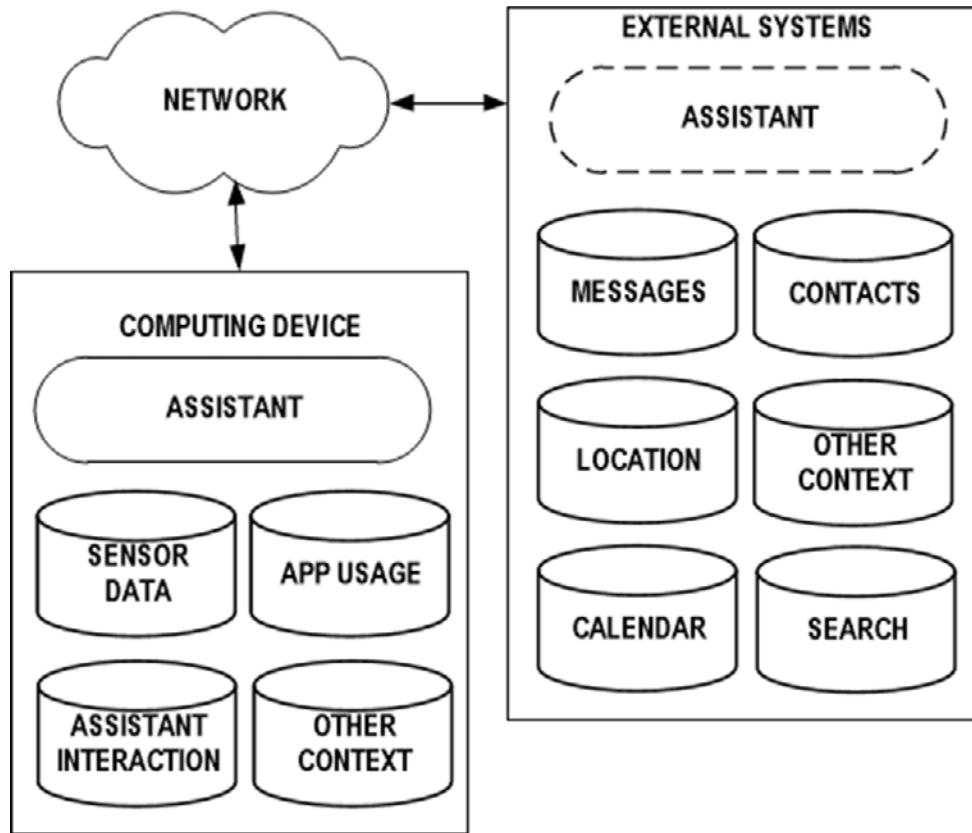 NETWORK
EXTERNAL SYSTEMS
ASSISTANT
MESSAGES
CONTACTS
LOCATION
OTHER
CONTEXT
CALENDAR
SEARCH
COMPUTING DEVICE
ASSISTANT
SENSOR
DATA
APP USAGE
ASSISTANT
INTERACTION
OTHER
CONTEXT